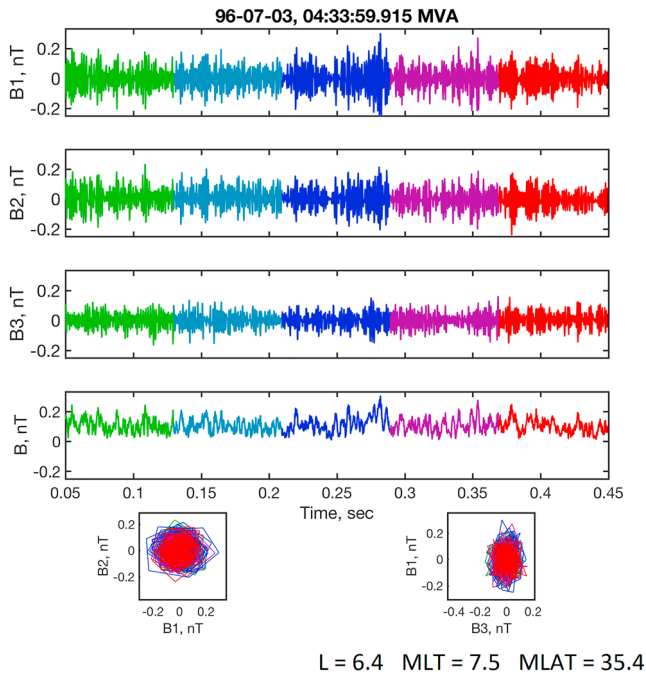 96-07-03, 04:33:59.915 MVA
B1, nT
0.2
0
-0.2
B2, nT
0.2
0
-0.2
B3, nT
0.2
0
-0.2
B, nT
0.2
0
-0.2
0.05 0.1 0.15 0.2 0.25 0.3 0.35 0.4 0.45
Time, sec
B2, nT
0.2
0
-0.2
-0.2 0 0.2
B1, nT
B1, nT
0.2
0
-0.2
-0.4 -0.2 0 0.2
B3, nT
L = 6.4 MLT = 7.5 MLAT = 35.4